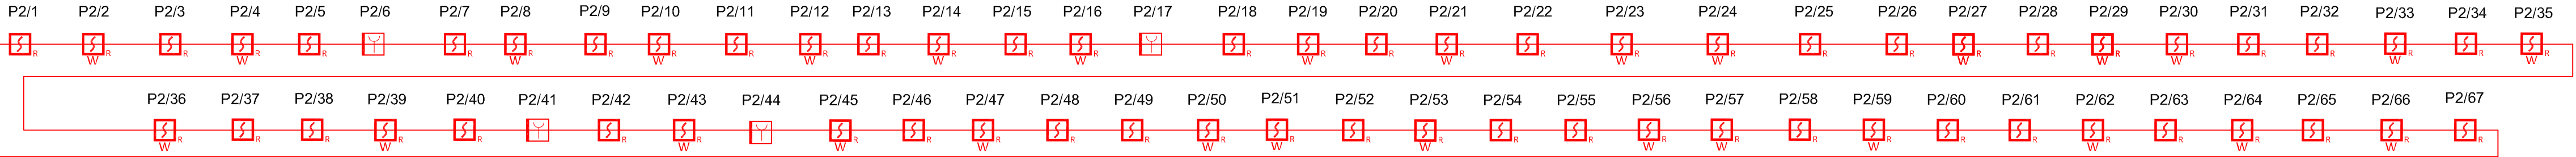 P2/1 P2/2 P2/3 P2/4 P2/5 P2/6 P2/7 P2/8 P2/9 P2/10 P2/11 P2/12 P2/13 P2/14 P2/15 P2/16 P2/17 P2/18 P2/19 P2/20 P2/21 P2/22 P2/23 P2/24 P2/25 P2/26 P2/27 P2/28 P2/29 P2/30 P2/31 P2/32 P2/33 P2/34 P2/35
R R R R R R R R R R R R R R R R R R R R R R R R R R R R R R R R R
W W W W W W W W W W W W W W W W
P2/36 P2/37 P2/38 P2/39 P2/40 P2/41 P2/42 P2/43 P2/44 P2/45 P2/46 P2/47 P2/48 P2/49 P2/50 P2/51 P2/52 P2/53 P2/54 P2/55 P2/56 P2/57 P2/58 P2/59 P2/60 P2/61 P2/62 P2/63 P2/64 P2/65 P2/66 P2/67
R R R R R R R R R R R R R R R R R R R R R R R R R R R R R R
W W W W W W W W W W W W W W